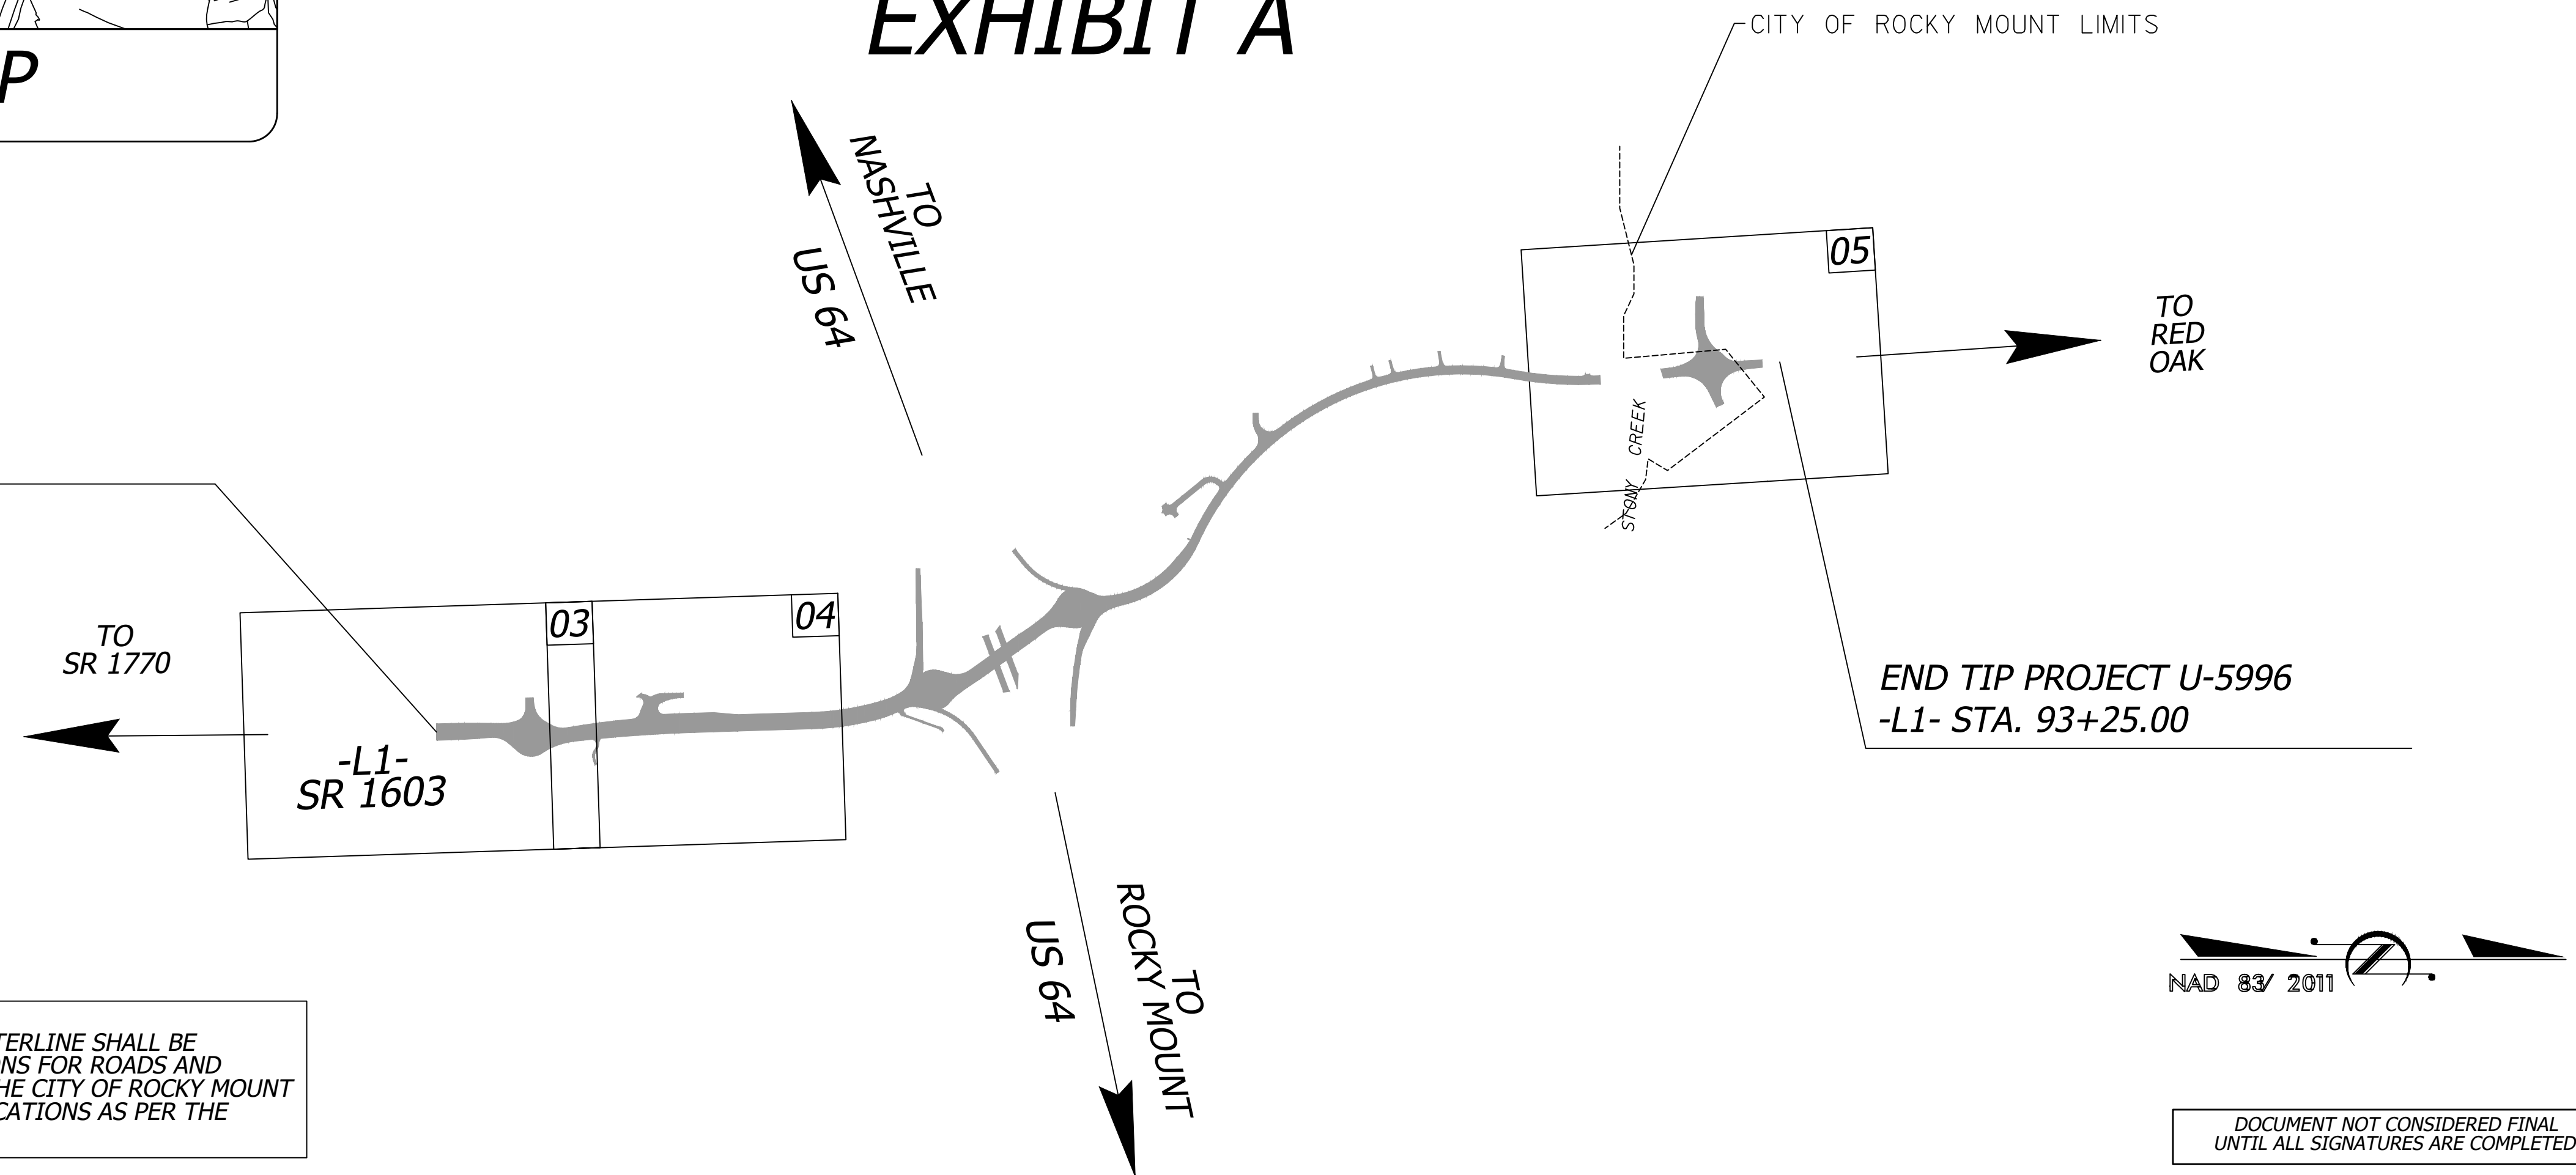 EXHIBIT A
CITY OF ROCKY MOUNT LIMITS
P
TO
NASHVILLE
US 64
05
TO
RED
OAK
STONY CREEK
03
04
TO
SR 1770
-L1-
SR 1603
END TIP PROJECT U-5996
-L1- STA. 93+25.00
TO
ROCKY MOUNT
US 64
NAD 83/ 2011
TERLINE SHALL BE
NS FOR ROADS AND
HE CITY OF ROCKY MOUNT
CATIONS AS PER THE
DOCUMENT NOT CONSIDERED FINAL
UNTIL ALL SIGNATURES ARE COMPLETED